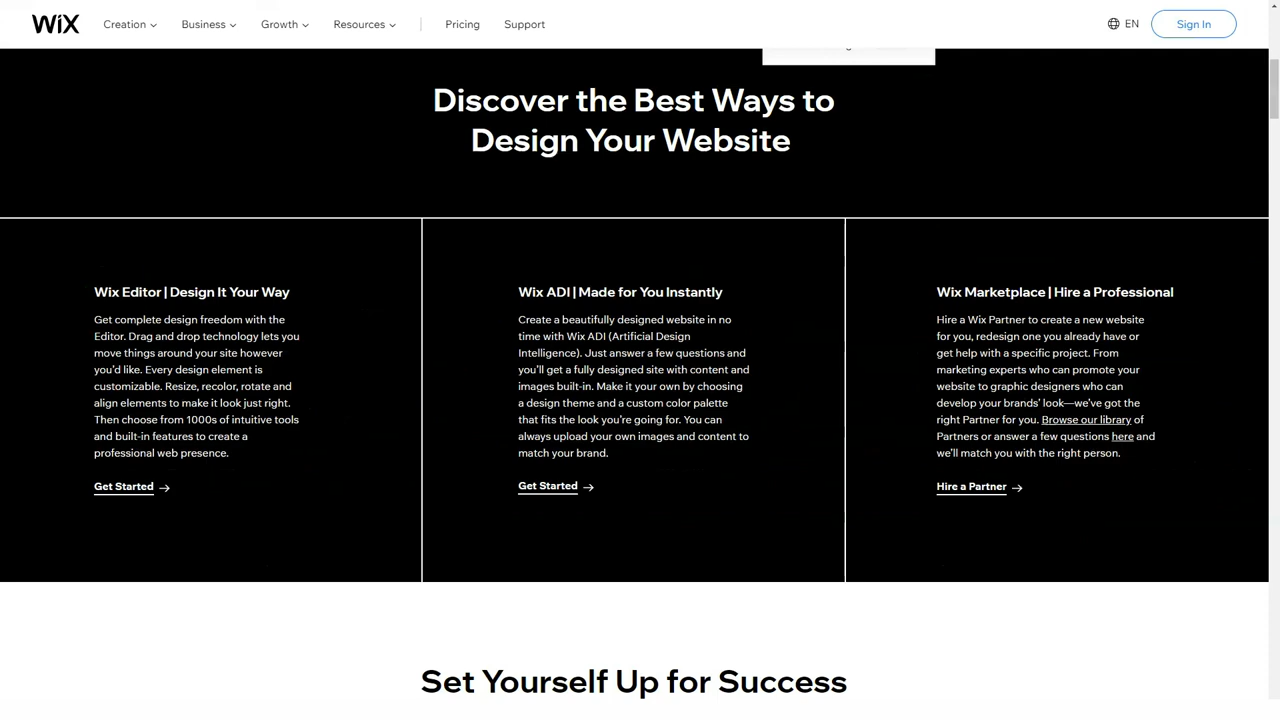 WiX Creation Business Growth Resources Pricing Support EN Sign In
Discover the Best Ways to
Design Your Website
Wix Editor | Design It Your Way
Get complete design freedom with the
Editor. Drag and drop technology lets you
move things around your site however
you'd like. Every design element is
customizable. Resize, recolor, rotate and
align elements to make it look just right.
Then choose from 1000s of intuitive tools
and built-in features to create a
professional web presence.
Get Started
Wix ADI | Made for You Instantly
Create a beautifully designed website in no
time with Wix ADI (Artificial Design
Intelligence). Just answer a few questions and
you'll get a fully designed site with content and
images built-in. Make it your own by choosing
a design theme and a custom color palette
that fits the look you're going for. You can
always upload your own images and content to
match your brand.
Get Started
Wix Marketplace | Hire a Professional
Hire a Wix Partner to create a new website
for you, redesign one you already have or
get help with a specific project. From
marketing experts who can promote your
website to graphic designers who can
develop your brands' look—we've got the
right Partner for you. Browse our library of
Partners or answer a few questions here and
we'll match you with the right person.
Hire a Partner
Set Yourself Up for Success